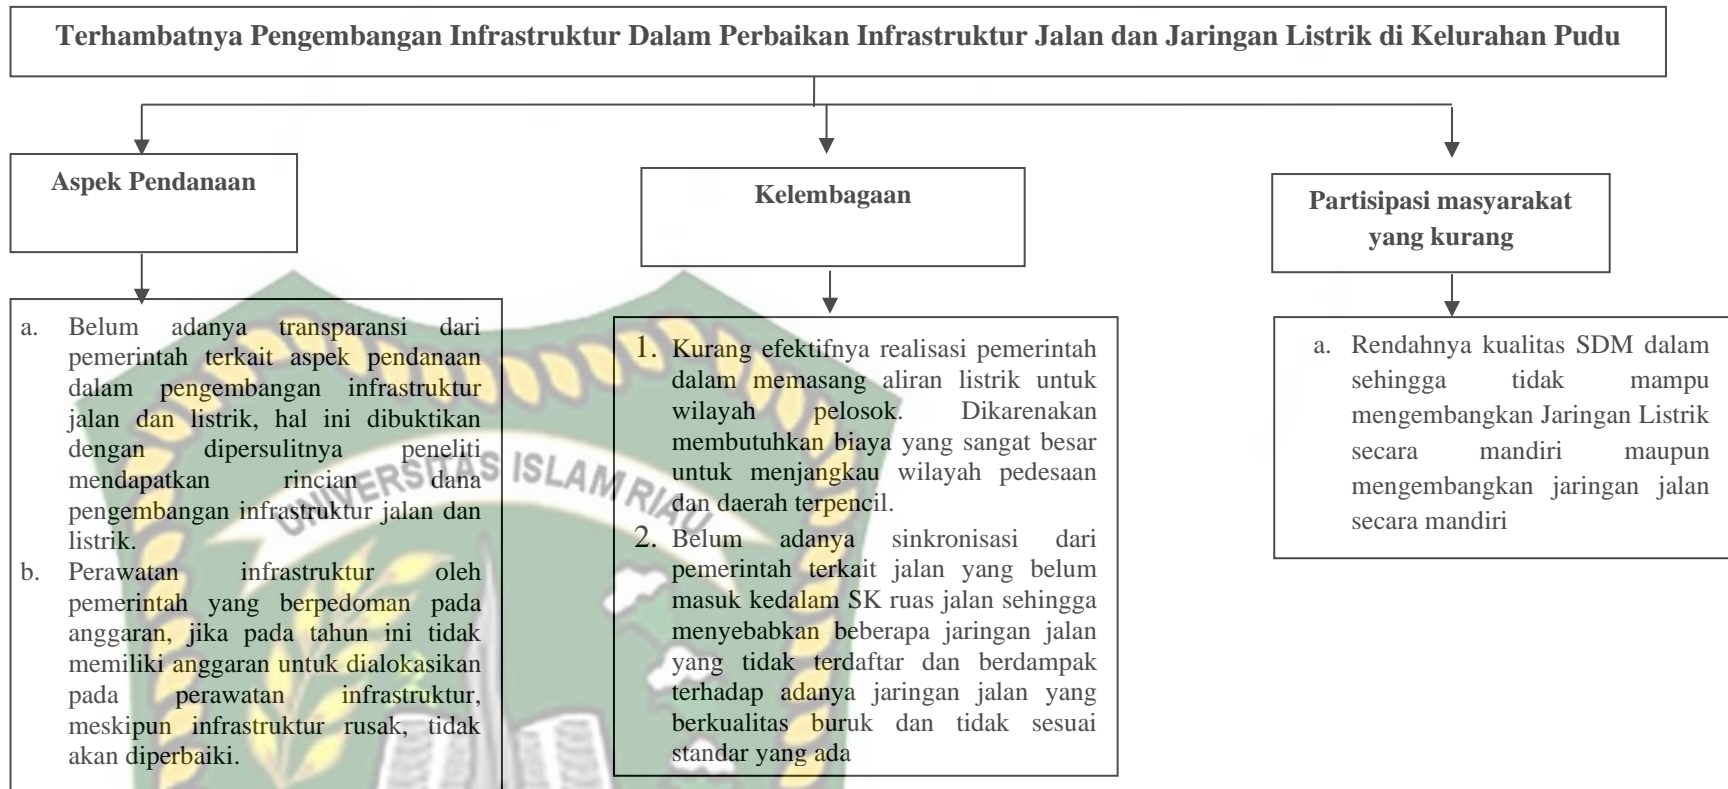 Terhambatnya Pengembangan Infrastruktur Dalam Perbaikan Infrastruktur Jalan dan Jaringan Listrik di Kelurahan Pudu
Aspek Pendanaan
a. Belum adanya transparansi dari
pemerintah terkait aspek pendanaan
dalam pengembangan infrastruktur
jalan dan listrik, hal ini dibuktikan
dengan dipersulitnya peneliti
mendapatkan rincian dana
pengembangan infrastruktur jalan dan
listrik.
b. Perawatan infrastruktur oleh
pemerintah yang berpedoman pada
anggaran, jika pada tahun ini tidak
memiliki anggaran untuk dialokasikan
pada perawatan infrastruktur,
meskipun infrastruktur rusak, tidak
akan diperbaiki.
Kelembagaan
1. Kurang efektifnya realisasi pemerintah
dalam memasang aliran listrik untuk
wilayah pelosok. Dikarenakan
membutuhkan biaya yang sangat besar
untuk menjangkau wilayah pedesaan
dan daerah terpencil.
2. Belum adanya sinkronisasi dari
pemerintah terkait jalan yang belum
masuk kedalam SK ruas jalan sehingga
menyebabkan beberapa jaringan jalan
yang tidak terdaftar dan berdampak
terhadap adanya jaringan jalan yang
berkualitas buruk dan tidak sesuai
standar yang ada
Partisipasi masyarakat
yang kurang
a. Rendahnya kualitas SDM dalam
sehingga tidak mampu
mengembangkan Jaringan Listrik
secara mandiri maupun
mengembangkan jaringan jalan
secara mandiri
UNIVERSITAS ISLAM RIAU